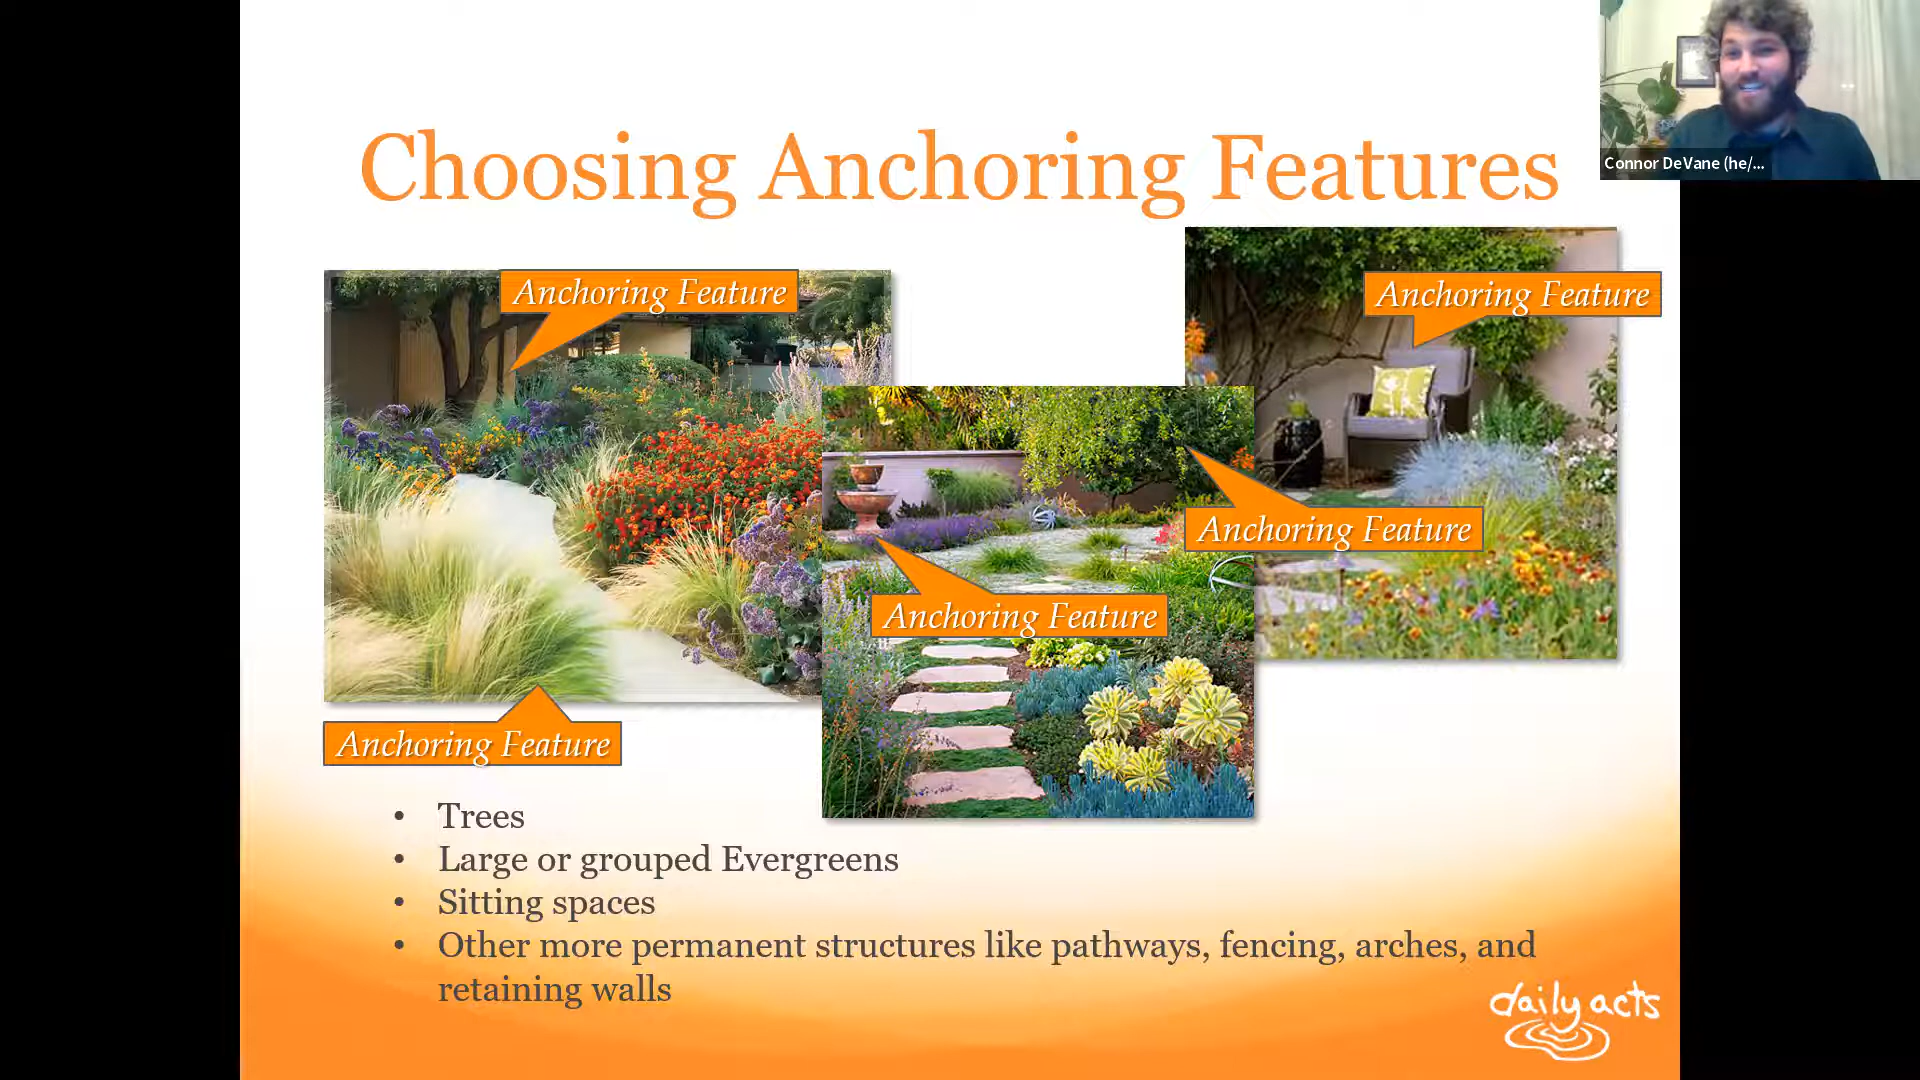 Choosing Anchoring Features
Connor DeVane (he/...
Anchoring Feature
Anchoring Feature
Anchoring Feature
Anchoring Feature
Anchoring Feature
• Trees
• Large or grouped Evergreens
• Sitting spaces
• Other more permanent structures like pathways, fencing, arches, and
retaining walls
daily acts